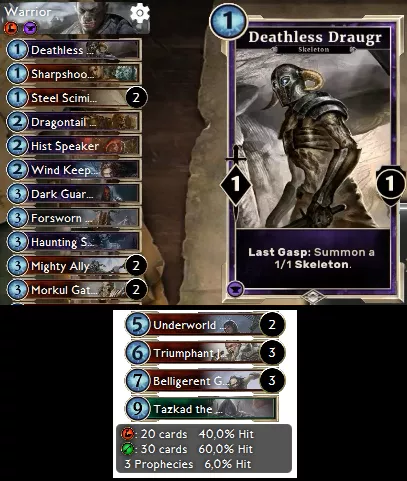 Warrior
1 Deathless ...
1 Sharpshoo...
1 Steel Scimi... 2
2 Dragontail...
2 Hist Speaker
2 Wind Keep...
3 Dark Guar...
3 Forsworn ...
3 Haunting S...
3 Mighty Ally 2
3 Morkul Gat... 2
1
Deathless Draugr
Skeleton
1 1
Last Gasp: Summon a
1/1 Skeleton.
5 Underworld ... 2
6 Triumphant J... 3
7 Belligerent G... 3
9 Tazkad the ...
: 20 cards 40,0% Hit
: 30 cards 60,0% Hit
3 Prophecies 6,0% Hit